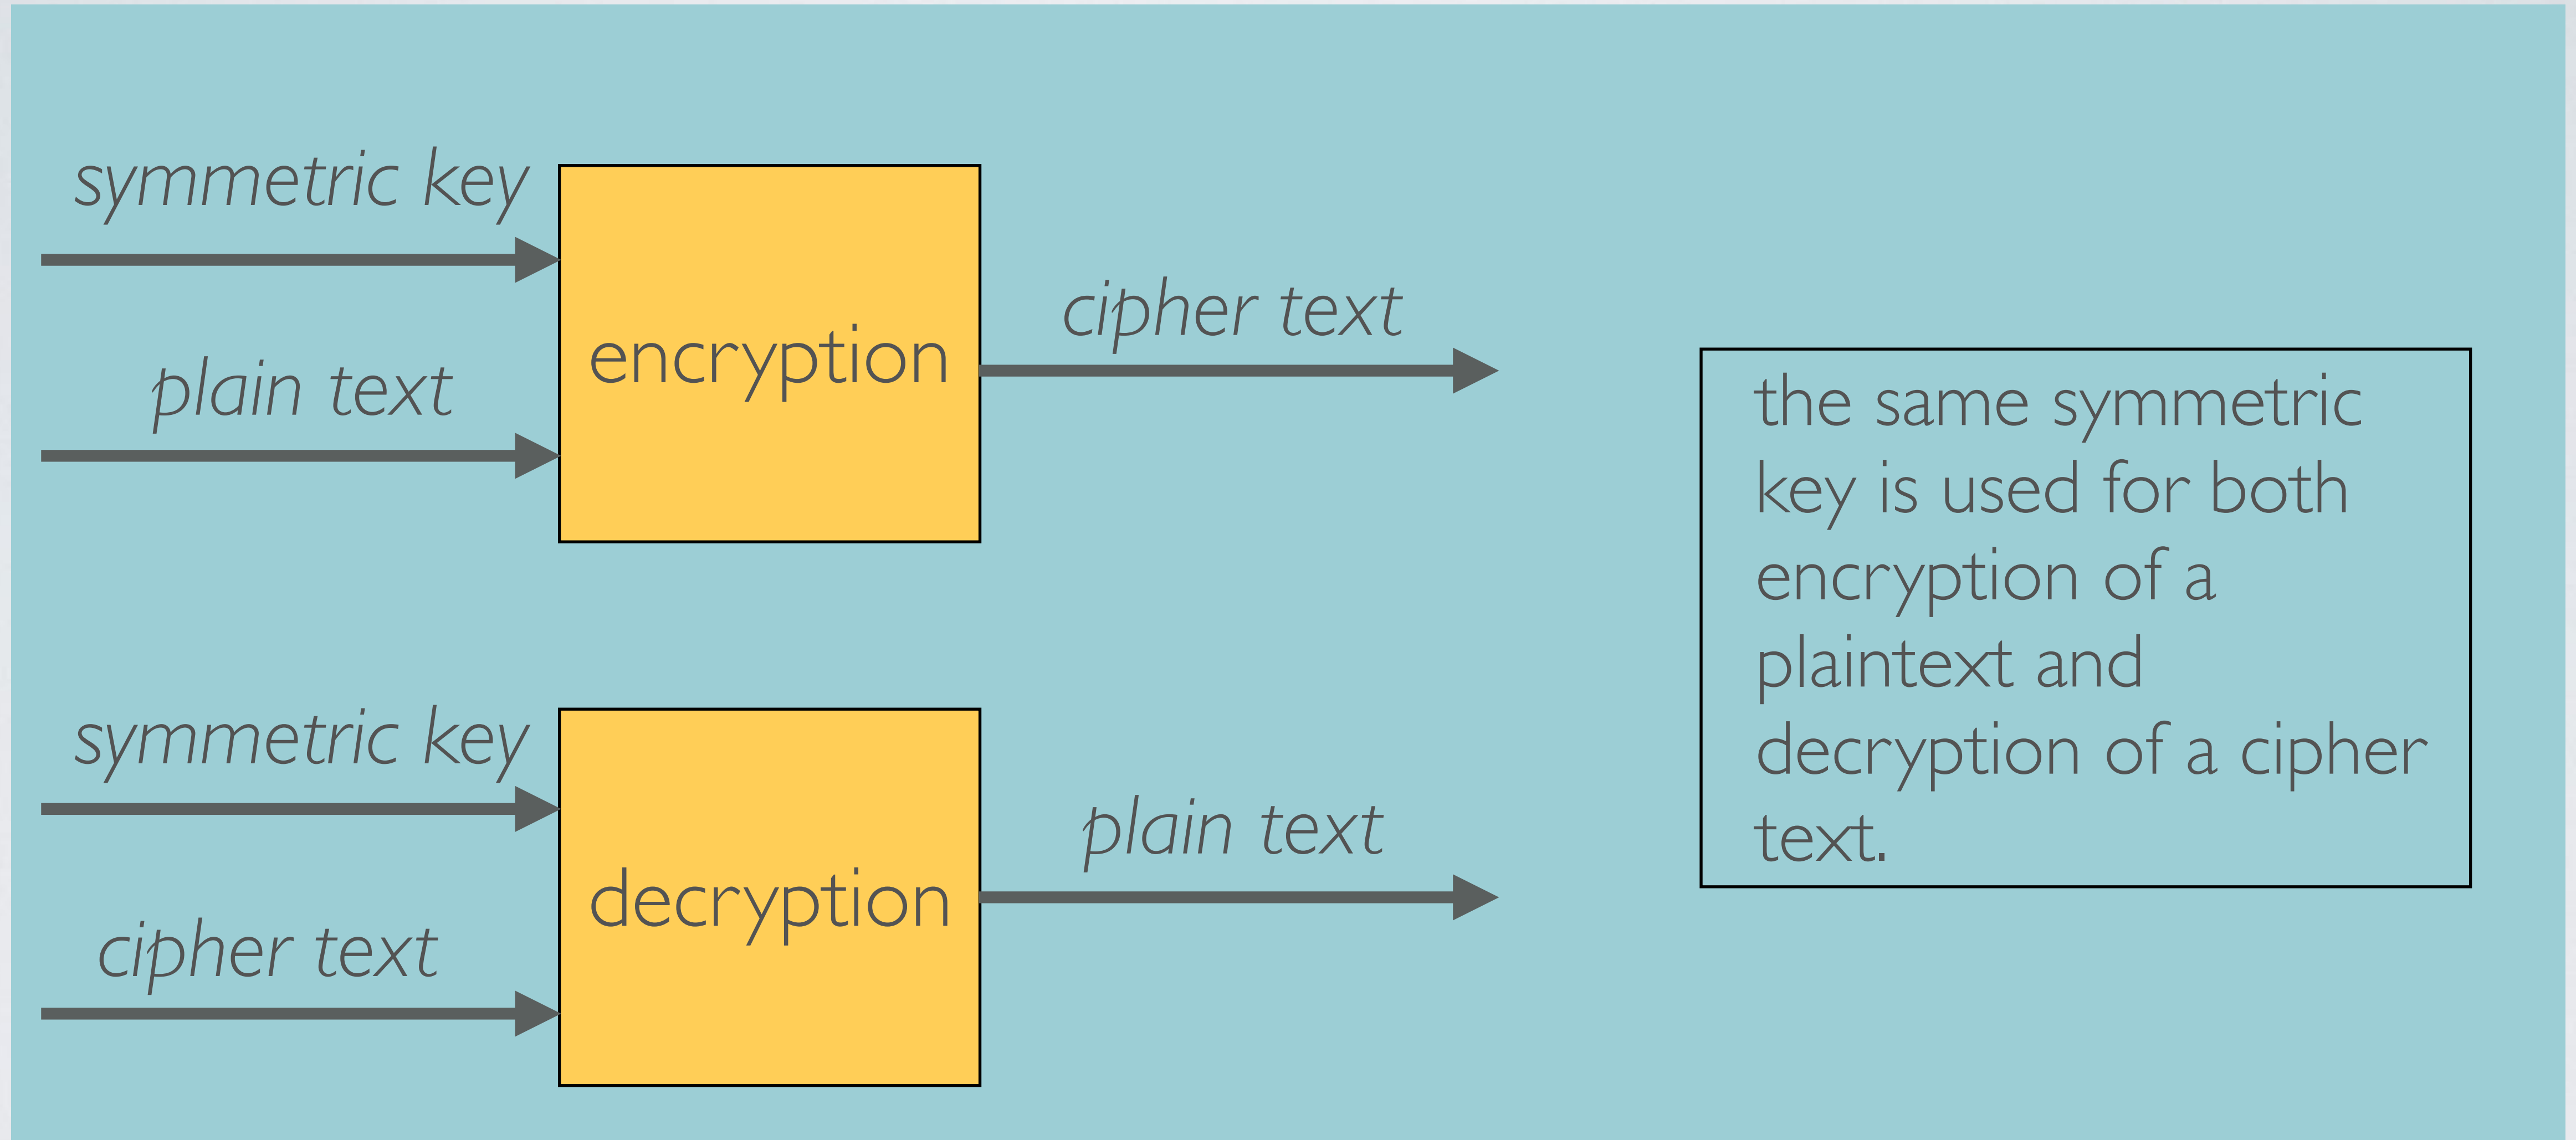 symmetric key
plain text
encryption
cipher text
symmetric key
cipher text
decryption
plain text
the same symmetric
key is used for both
encryption of a
plaintext and
decryption of a cipher
text.